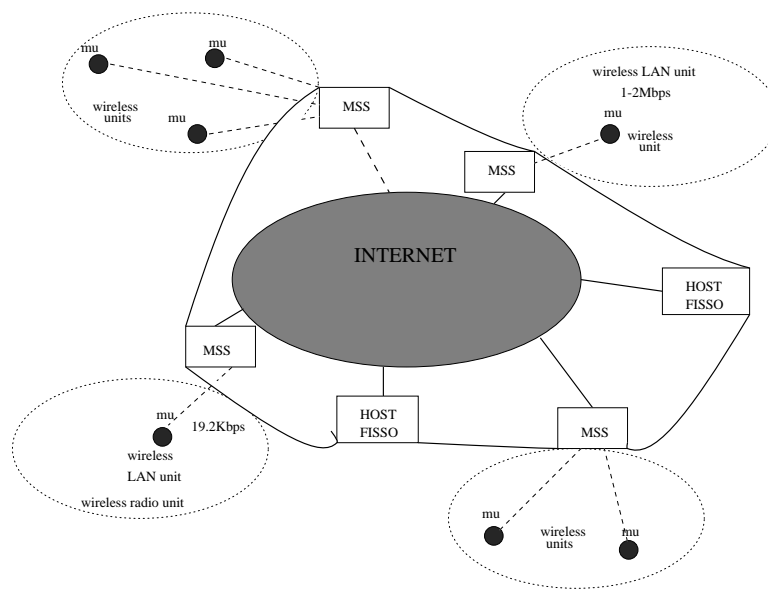 mu
mu
wireless
units
mu
MSS
wireless LAN unit
1-2Mbps
mu
wireless
unit
MSS
INTERNET
HOST
FISSO
MSS
mu
19.2Kbps
wireless
LAN unit
wireless radio unit
HOST
FISSO
MSS
mu
wireless
units
mu